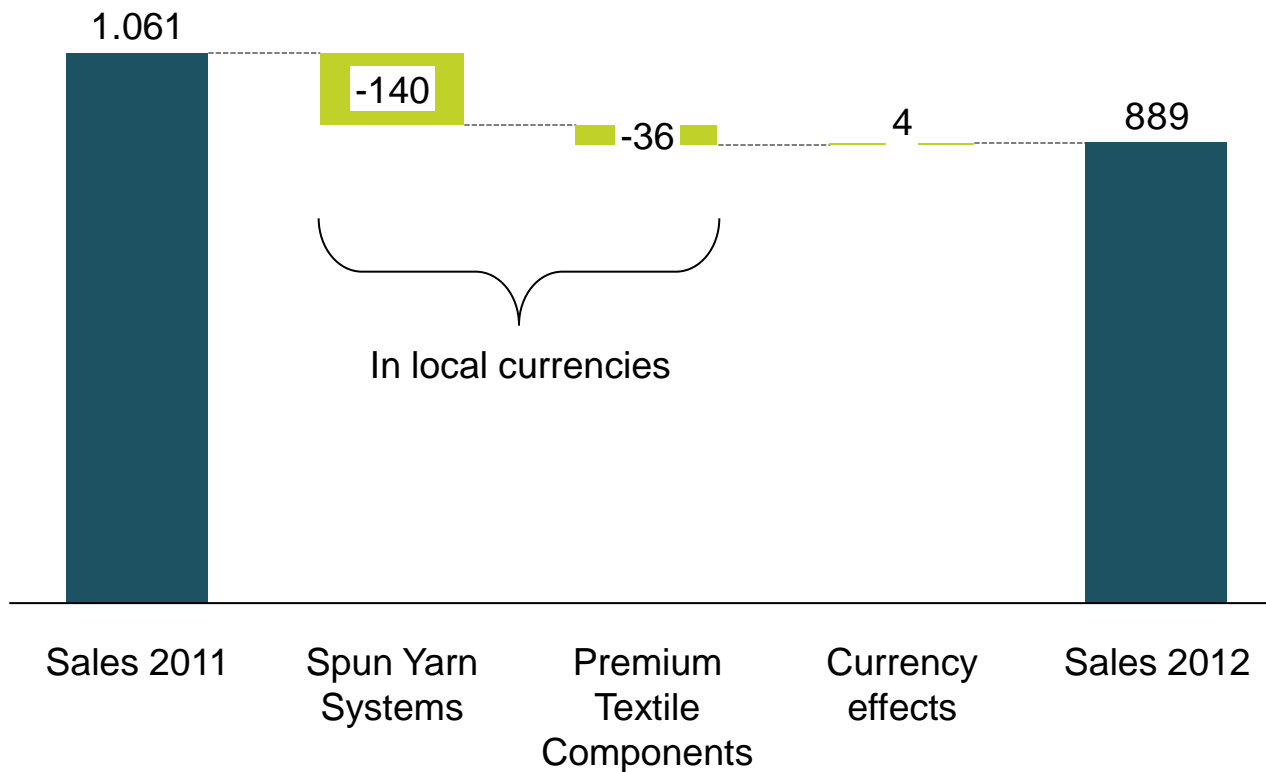 1.061
-140
-36
4
889
In local currencies
Sales 2011
Spun Yarn
Systems
Premium
Textile
Components
Currency
effects
Sales 2012